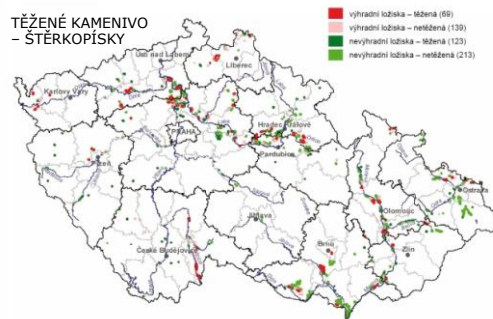 TĚŽENÉ KAMENIVO
– ŠTĚRKOPÍSKY
výhradní ložiska – těžená (69)
výhradní ložiska – netěžená (139)
nevýhradní ložiska – těžená (123)
nevýhradní ložiska – netěžená (213)
Ústí nad Labem
Liberec
Karlovy Vary
Hradec Králové
PRAHA
Pardubice
Plzeň
Ostrava
Olomouc
Jihlava
Brno
Zlín
České Budějovice